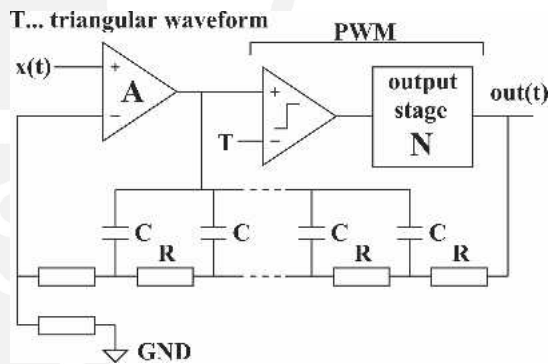 T... triangular waveform
PWM
x(t)
+
A
−
+
T
−
output
stage
N
out(t)
C
C
C
C
R
R
R
GND